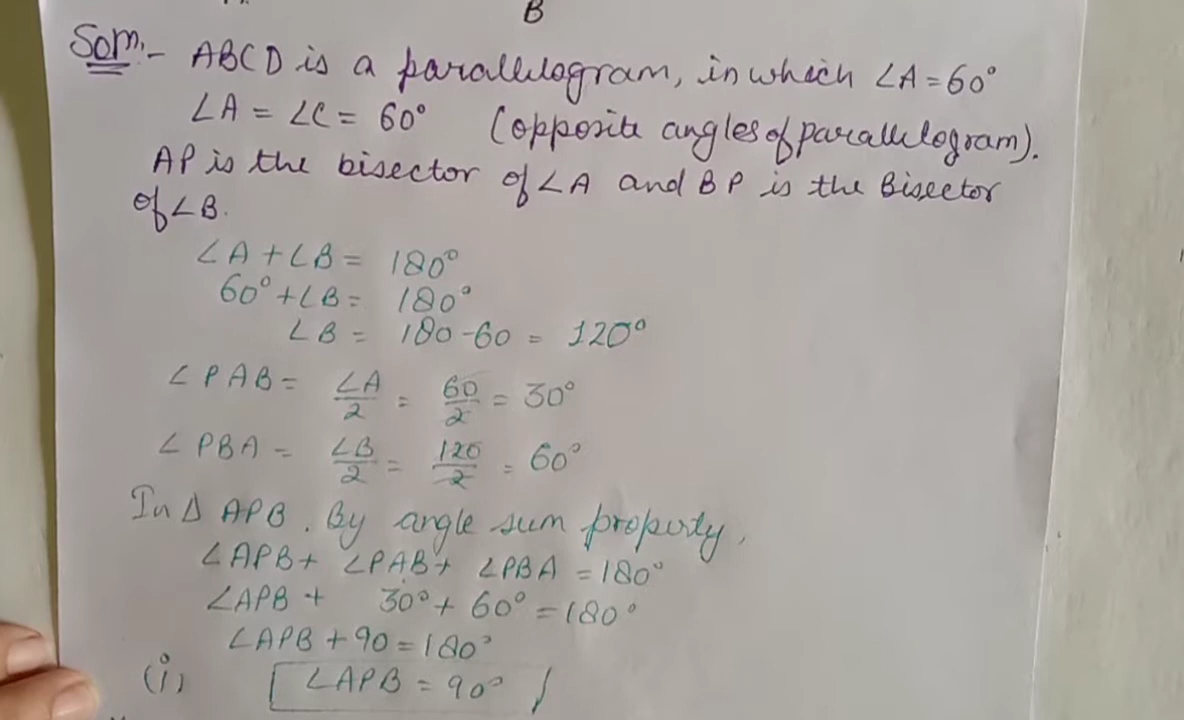 B
Som:- ABCD is a parallelogram, in which ∠A=60°
∠A = ∠C = 60° (opposite angles of parallelogram).
AP is the bisector of ∠A and BP is the Bisector
of ∠B.
∠A+∠B = 180°
60°+∠B = 180°
∠B = 180-60 = 120°
∠PAB = ∠A/2 = 60/2 = 30°
∠PBA = ∠B/2 = 120/2 = 60°
In Δ APB. By angle sum property,
∠APB+ ∠PAB+ ∠PBA =180°
∠APB + 30°+ 60° =180°
∠APB +90=180°
(i) ∠APB = 90°